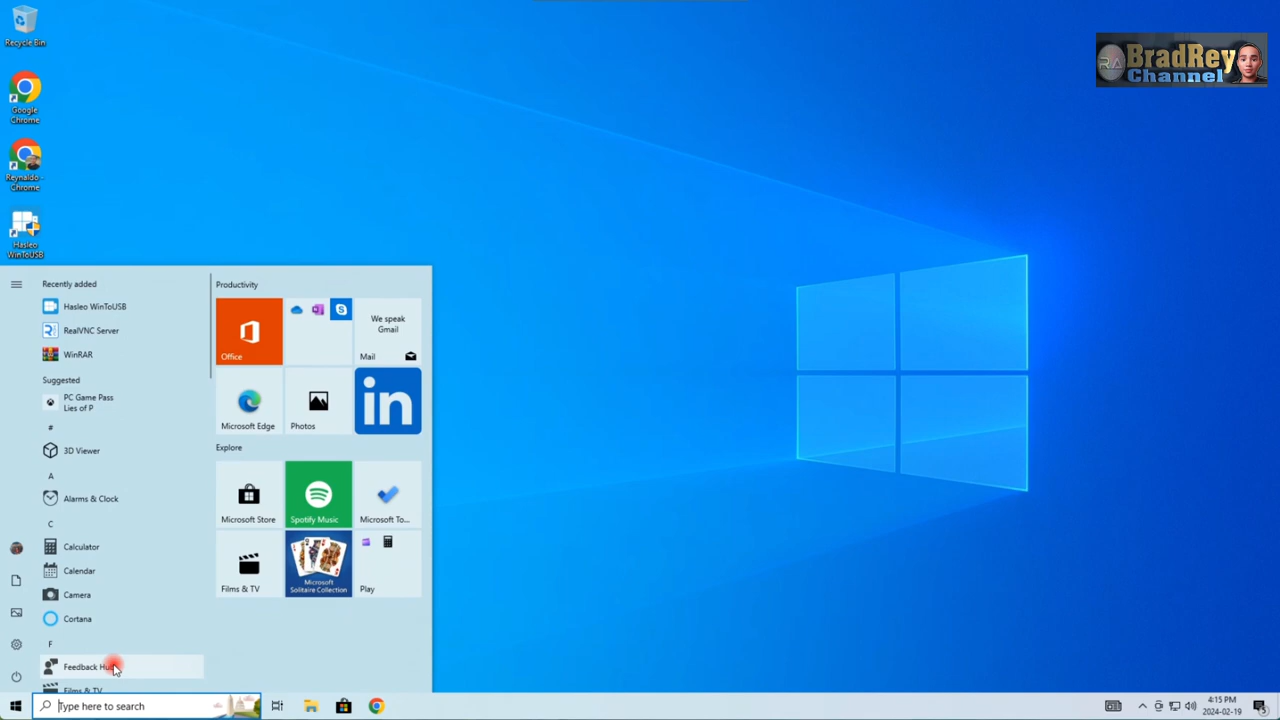 Recycle Bin
Google
Chrome
Reynaldo -
Chrome
Hasleo
WinToUSB
RA
BradRey
Channel
Recently added
Hasleo WinToUSB
RealVNC Server
WinRAR
Suggested
PC Game Pass
Lies of P
#
3D Viewer
A
Alarms & Clock
C
Calculator
Calendar
Camera
Cortana
F
Feedback Hub
Films & TV
Productivity
Office
We speak
Gmail
Mail
Microsoft Edge
Photos
in
Explore
Microsoft Store
Spotify Music
Microsoft To...
Films & TV
Microsoft
Solitaire Collection
Play
Type here to search
4:15 PM
2024-02-19
5